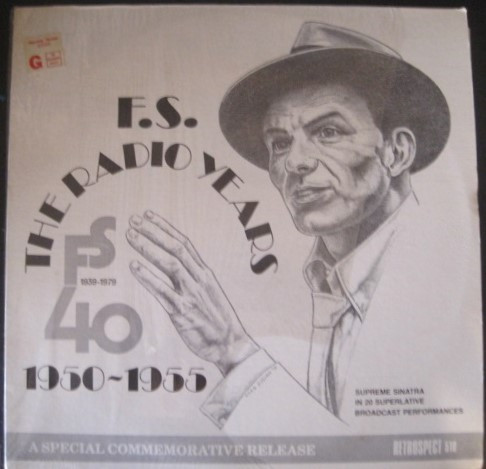 G
F.S.
THE RADIO YEARS
FS
1939-1979
40
1950~1955
SUPREME SINATRA
IN 20 SUPERLATIVE
BROADCAST PERFORMANCES
A SPECIAL COMMEMORATIVE RELEASE
RETROSPECT